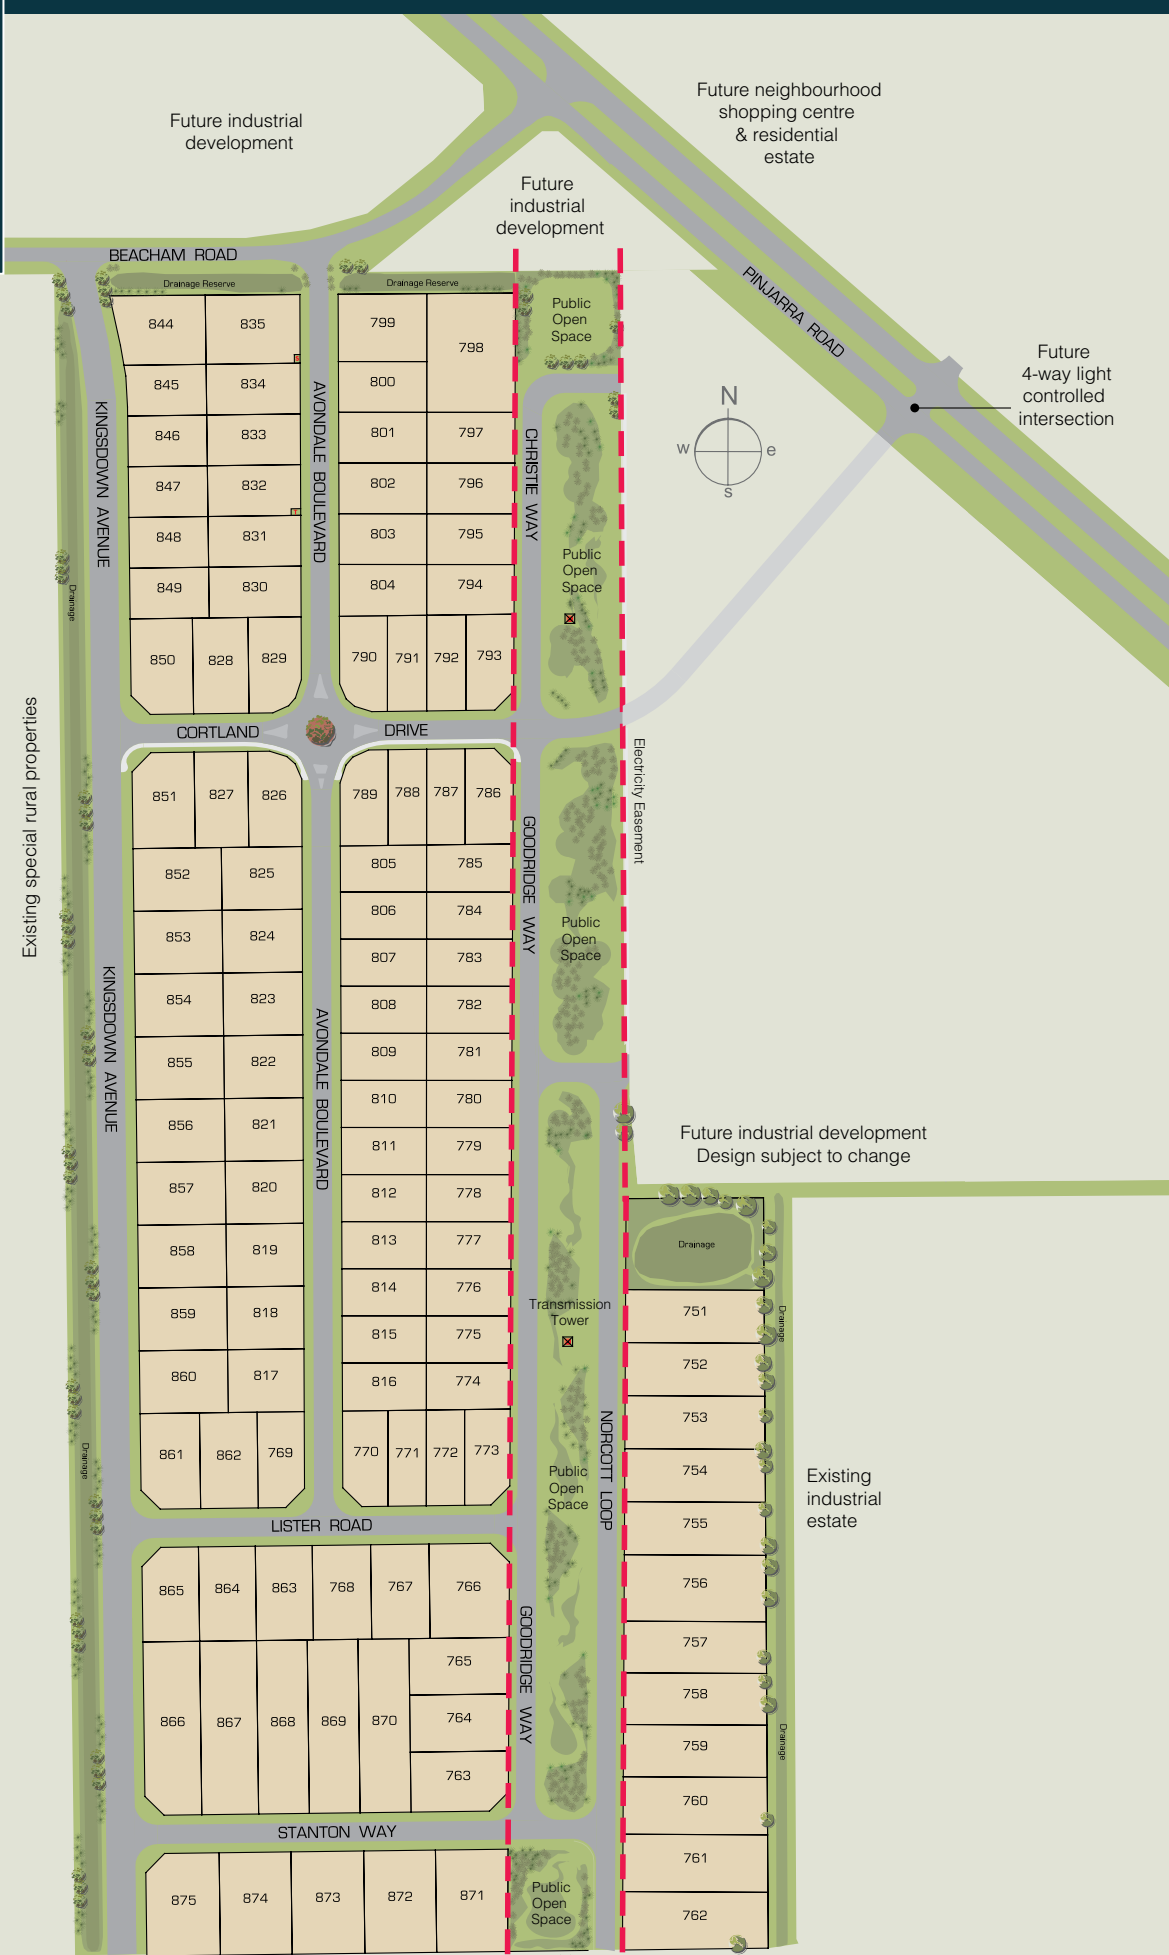 Future neighbourhood
shopping centre
& residential
estate
Future industrial
development
Future
industrial
development
BEACHAM ROAD
Drainage Reserve
Drainage Reserve
PINJARRA ROAD
Public
Open
Space
844
835
799
798
845
834
800
Future
4-way light
controlled
intersection
N
w
e
s
KINGSDOWN AVENUE
AVONDALE BOULEVARD
CHRISTIE WAY
846
833
801
797
847
832
802
796
848
831
803
795
849
830
804
794
Drainage
Public
Open
Space
850
828
829
790
791
792
793
CORTLAND
DRIVE
Existing special rural properties
Electricity Easement
851
827
826
789
788
787
786
852
825
805
785
853
824
806
784
854
823
807
783
855
822
808
782
856
821
809
781
857
820
810
780
858
819
811
779
859
818
812
778
860
817
813
777
814
776
815
775
816
774
KINGSDOWN AVENUE
AVONDALE BOULEVARD
GOODRIDGE WAY
Public
Open
Space
Future industrial development
Design subject to change
Drainage
Transmission
Tower
Drainage
751
752
753
754
755
756
757
758
759
760
761
762
NORCOTT LOOP
Public
Open
Space
Existing
industrial
estate
Drainage
861
862
769
770
771
772
773
LISTER ROAD
865
864
863
768
767
766
765
866
867
868
869
870
764
763
GOODRIDGE WAY
Drainage
STANTON WAY
875
874
873
872
871
Public
Open
Space